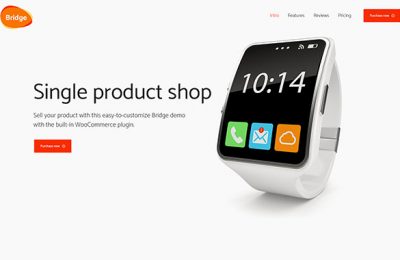 Bridge
Intro Features Reviews Pricing Purchase now
10:14
Single product shop
Sell your product with this easy-to-customize Bridge demo
with the built-in WooCommerce plugin.
Purchase now